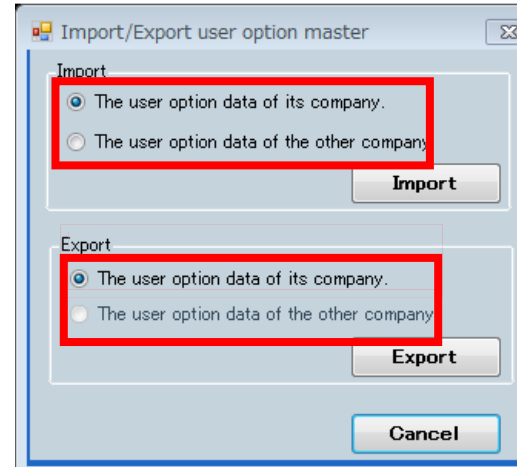 Import/Export user option master
Import
The user option data of its company.
The user option data of the other company
Import
Export
The user option data of its company.
The user option data of the other company
Export
Cancel